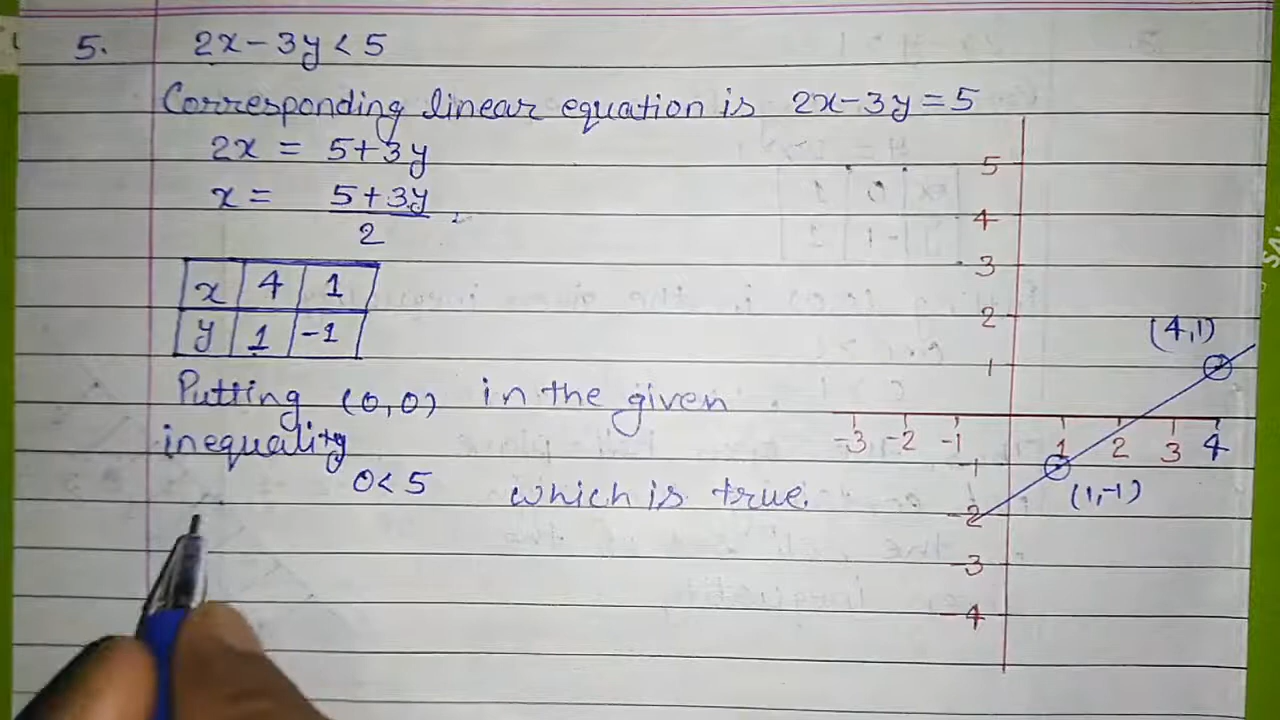 5. 2x - 3y < 5
Corresponding linear equation is 2x - 3y = 5
2x = 5 + 3y
x = 5 + 3y
2
x 4 1
y 1 -1
Putting (0,0) in the given
inequality
0 < 5 which is true.
5
4
3
2
(4,1)
1
-3 -2 -1 1 2 3 4
-1
(1,-1)
-2
-3
-4